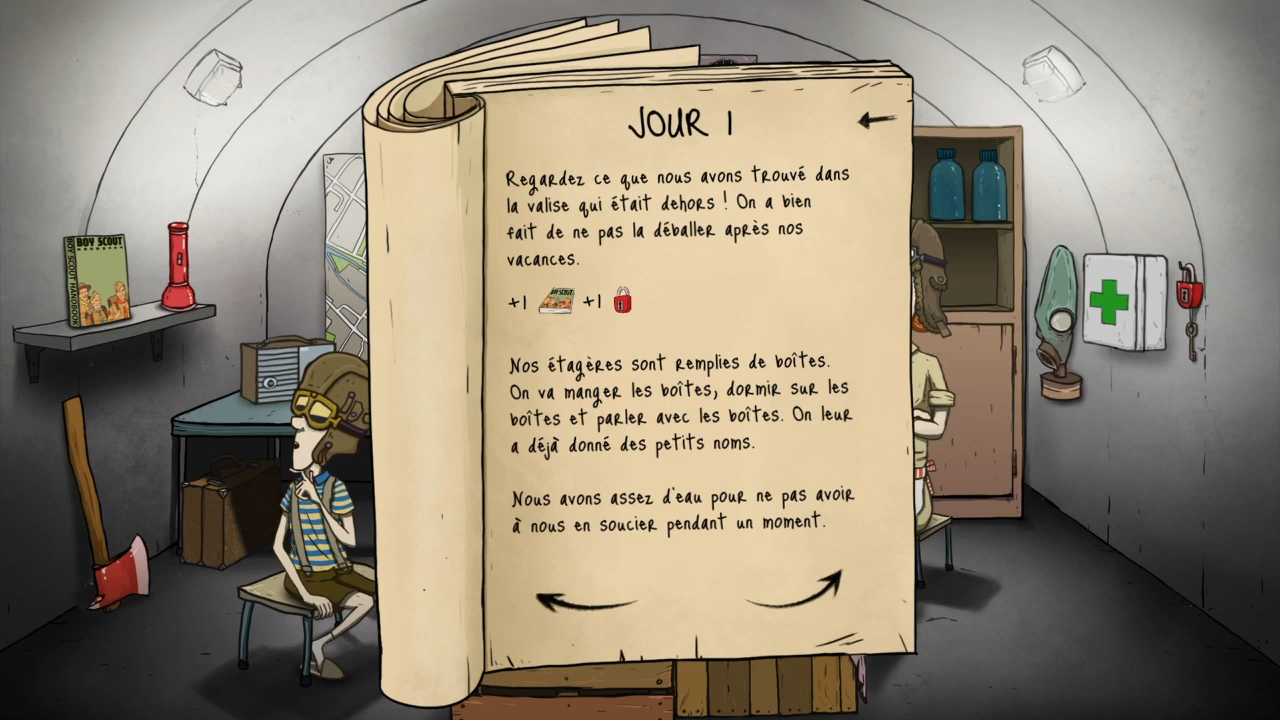 JOUR 1
Regardez ce que nous avons trouvé dans
la valise qui était dehors ! On a bien
fait de ne pas la déballer après nos
vacances.
+1 +1
Nos étagères sont remplies de boîtes.
On va manger les boîtes, dormir sur les
boîtes et parler avec les boîtes. On leur
a déjà donné des petits noms.
Nous avons assez d'eau pour ne pas avoir
à nous en soucier pendant un moment.
BOY SCOUT
BOY SCOUT HANDBOOK